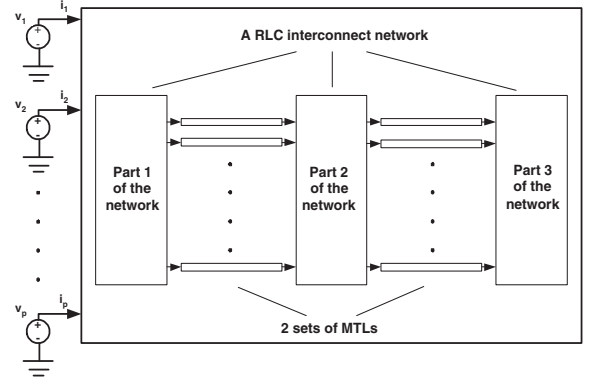 v1
i1
+
-
A RLC interconnect network
v2
i2
+
-
Part 1
of the
network
Part 2
of the
network
Part 3
of the
network
vp
ip
+
-
2 sets of MTLs